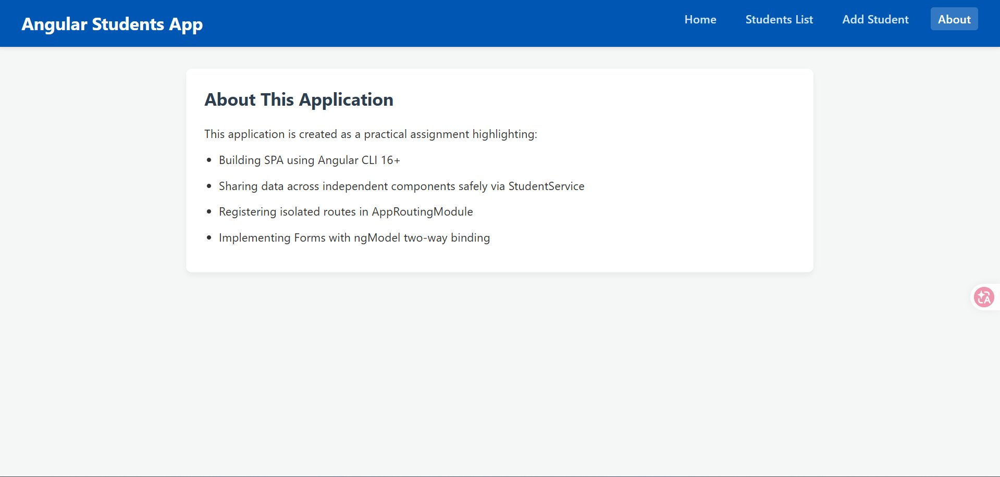 Angular Students App
Home
Students List
Add Student
About
About This Application
This application is created as a practical assignment highlighting:
• Building SPA using Angular CLI 16+
• Sharing data across independent components safely via StudentService
• Registering isolated routes in AppRoutingModule
• Implementing Forms with ngModel two-way binding
A